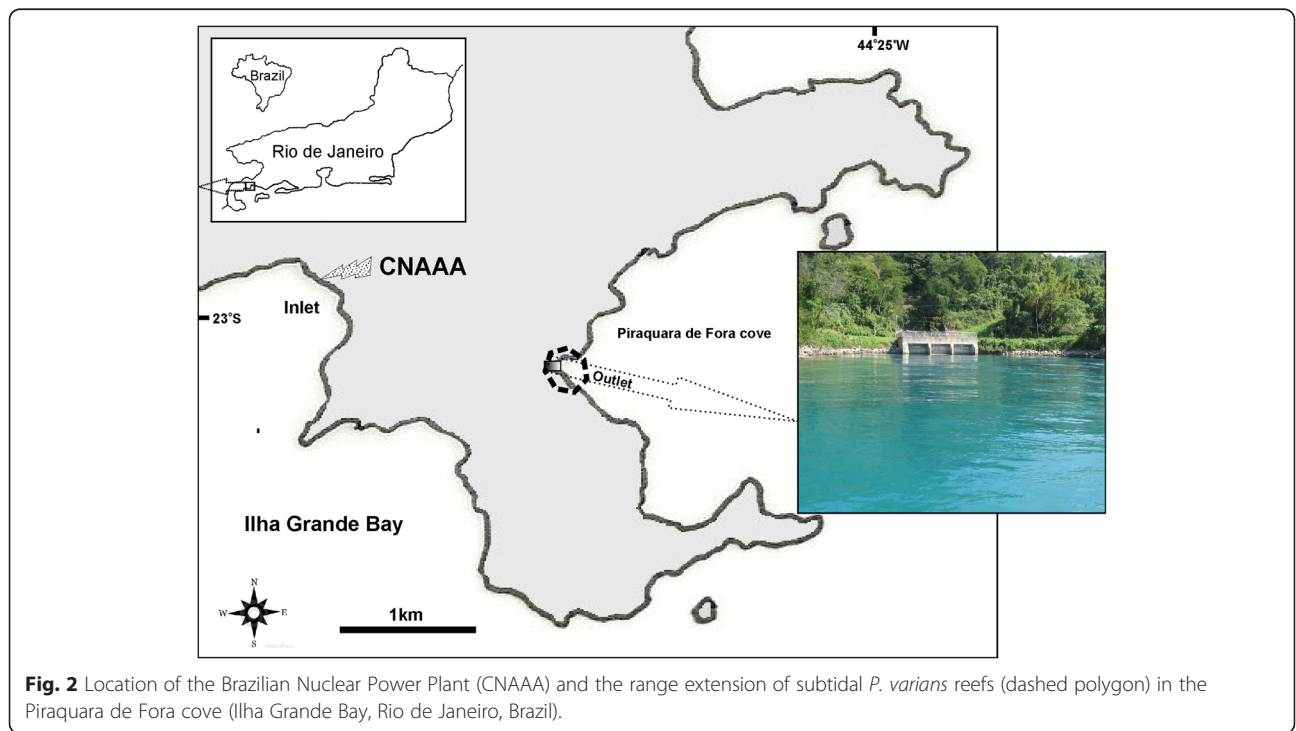 44°25'W
Brazil
Rio de Janeiro
CNAAA
Inlet
23°S
Piraquara de Fora cove
Outlet
Ilha Grande Bay
N
W
E
S
1km
Fig. 2 Location of the Brazilian Nuclear Power Plant (CNAAA) and the range extension of subtidal P. varians reefs (dashed polygon) in the
Piraquara de Fora cove (Ilha Grande Bay, Rio de Janeiro, Brazil).